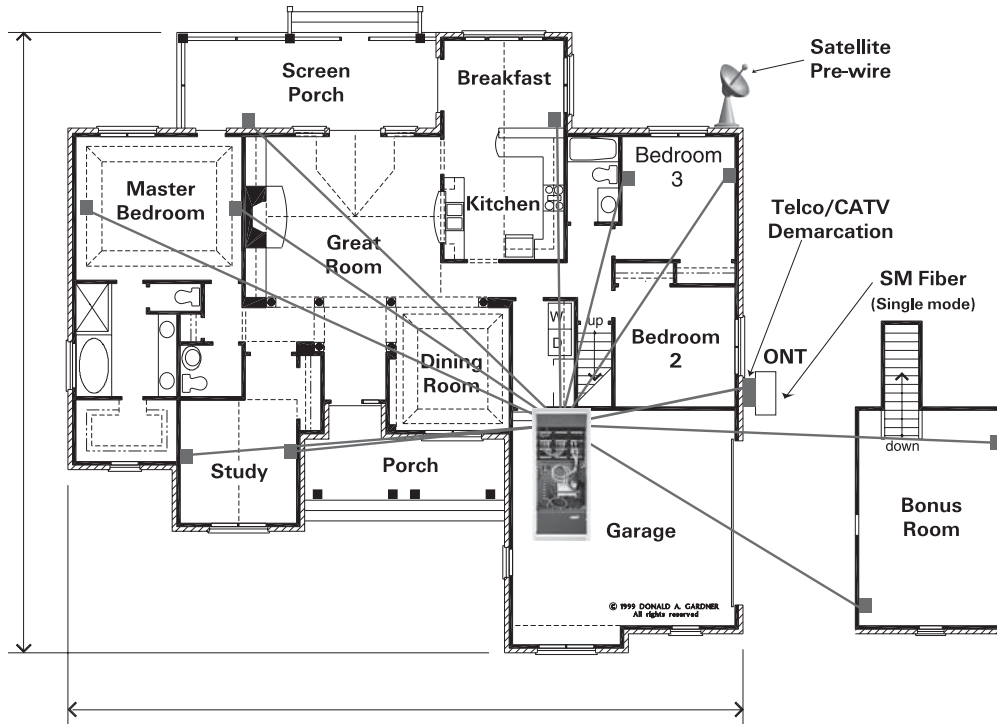 Satellite
Pre-wire
Screen
Porch
Breakfast
Bedroom
3
Master
Bedroom
Kitchen
Telco/CATV
Demarcation
Great
Room
SM Fiber
(Single mode)
W
up
Bedroom
2
ONT
Dining
Room
down
Study
Porch
Garage
Bonus
Room
© 1999 DONALD A. GARDNER
All rights reserved